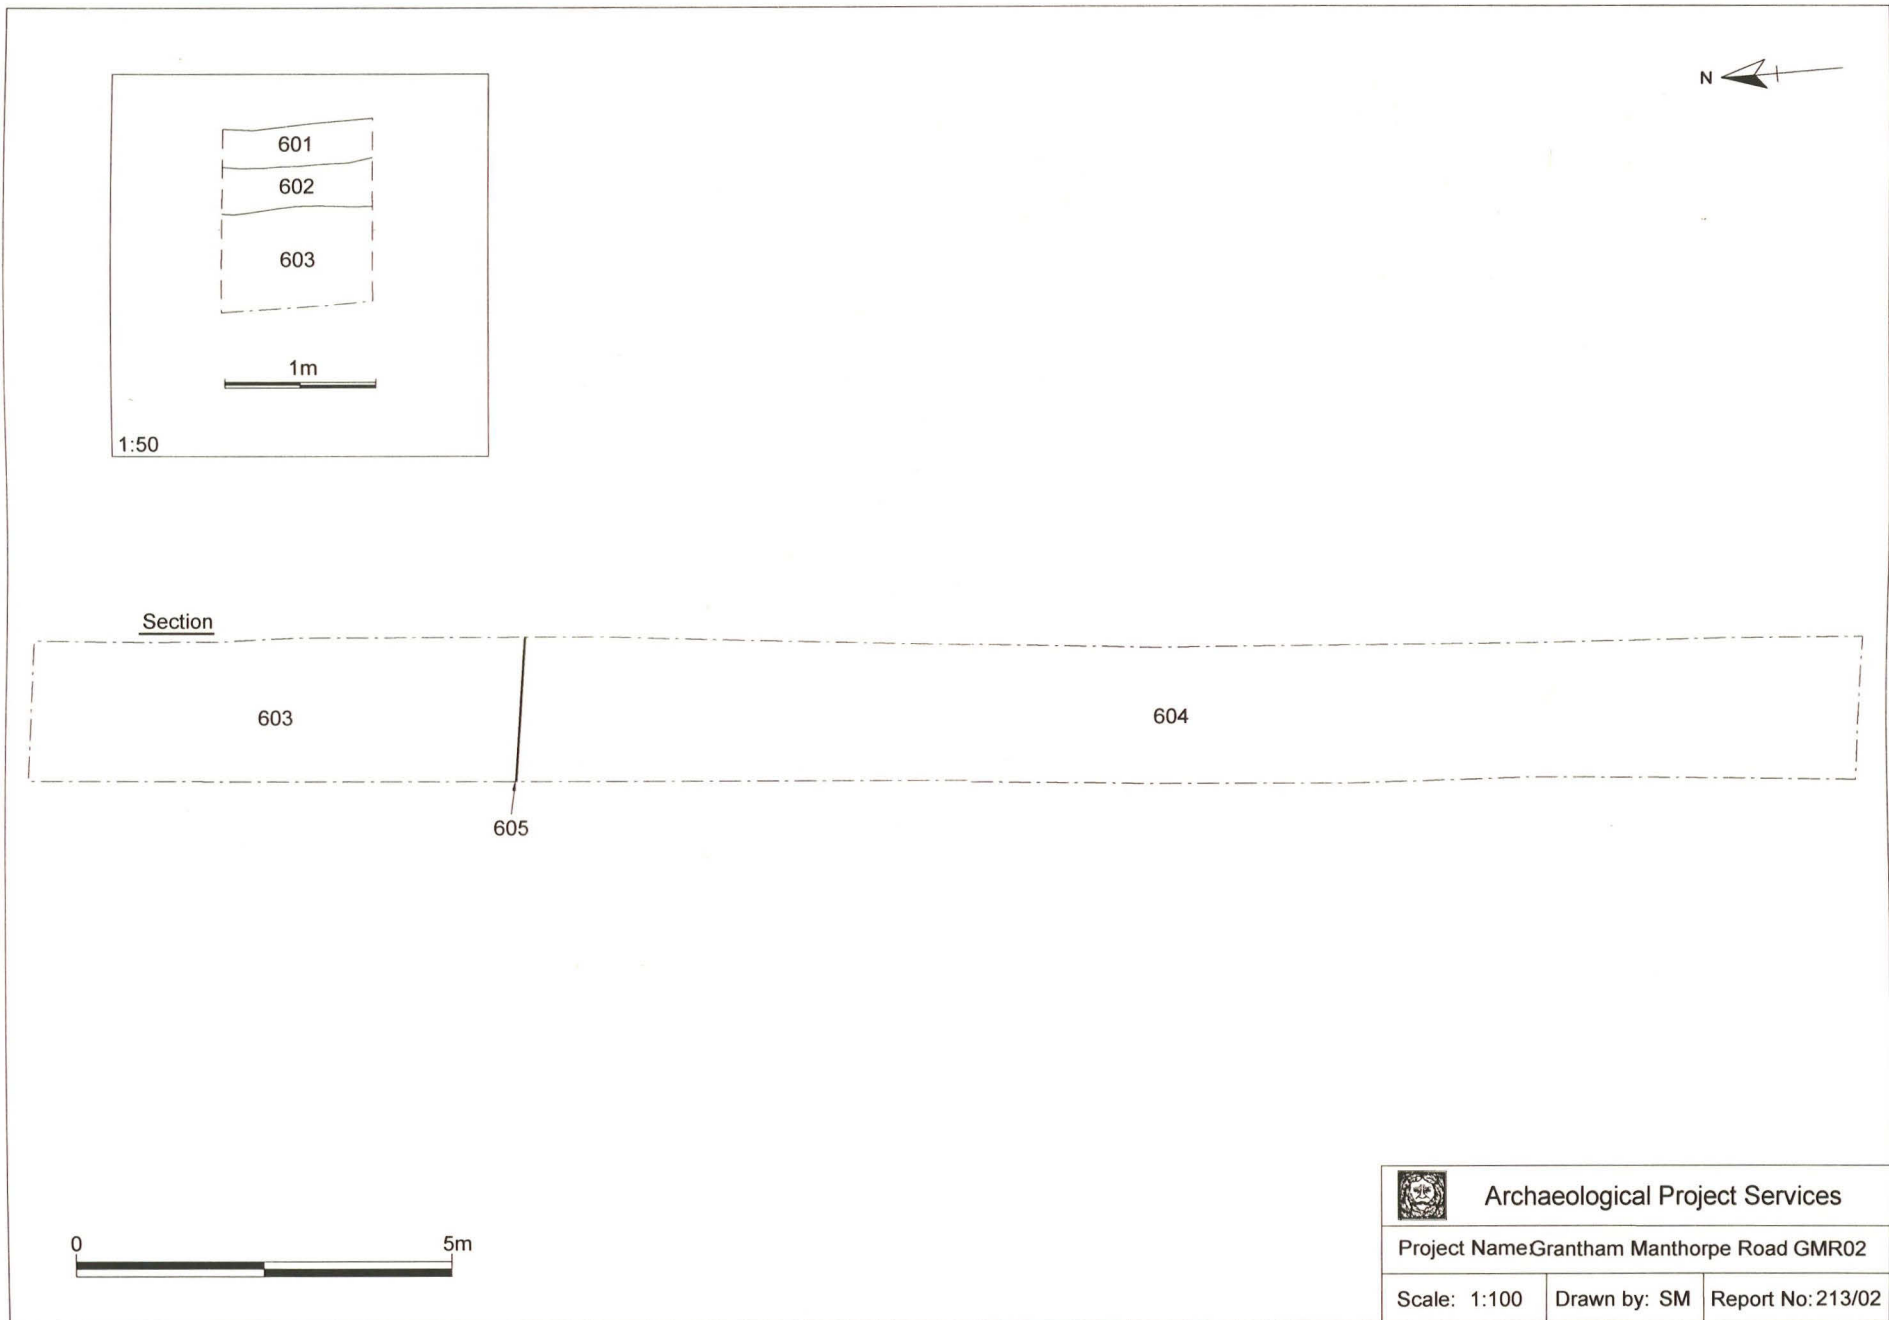 N
601
602
603
1m
1:50
Section
603
604
605
0 5m
Archaeological Project Services
Project Name:Grantham Manthorpe Road GMR02
Scale: 1:100 Drawn by: SM Report No: 213/02